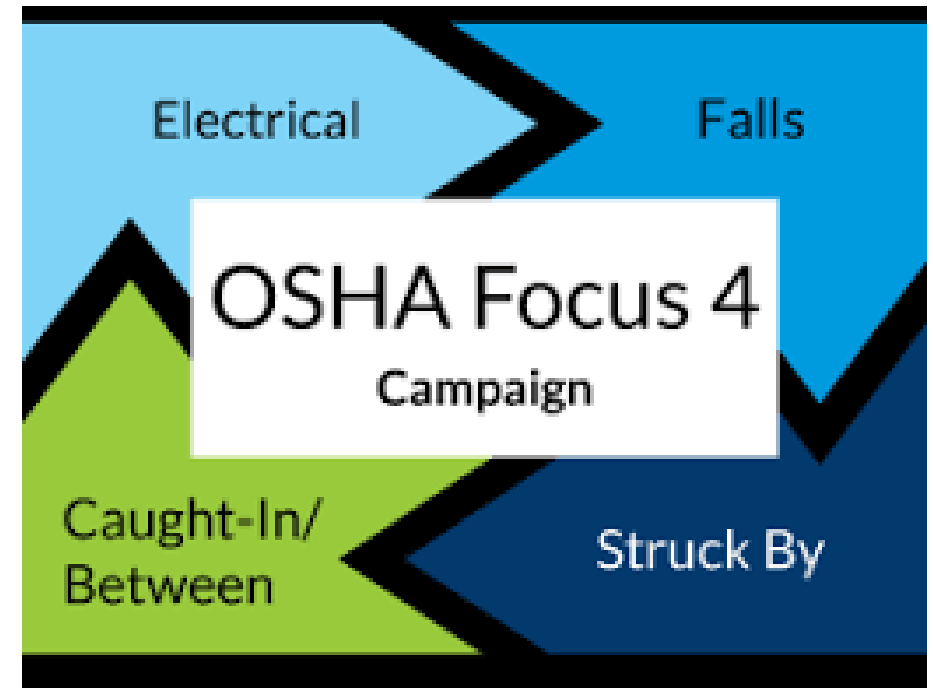 Electrical
Falls
OSHA Focus 4
Campaign
Caught-In/
Between
Struck By